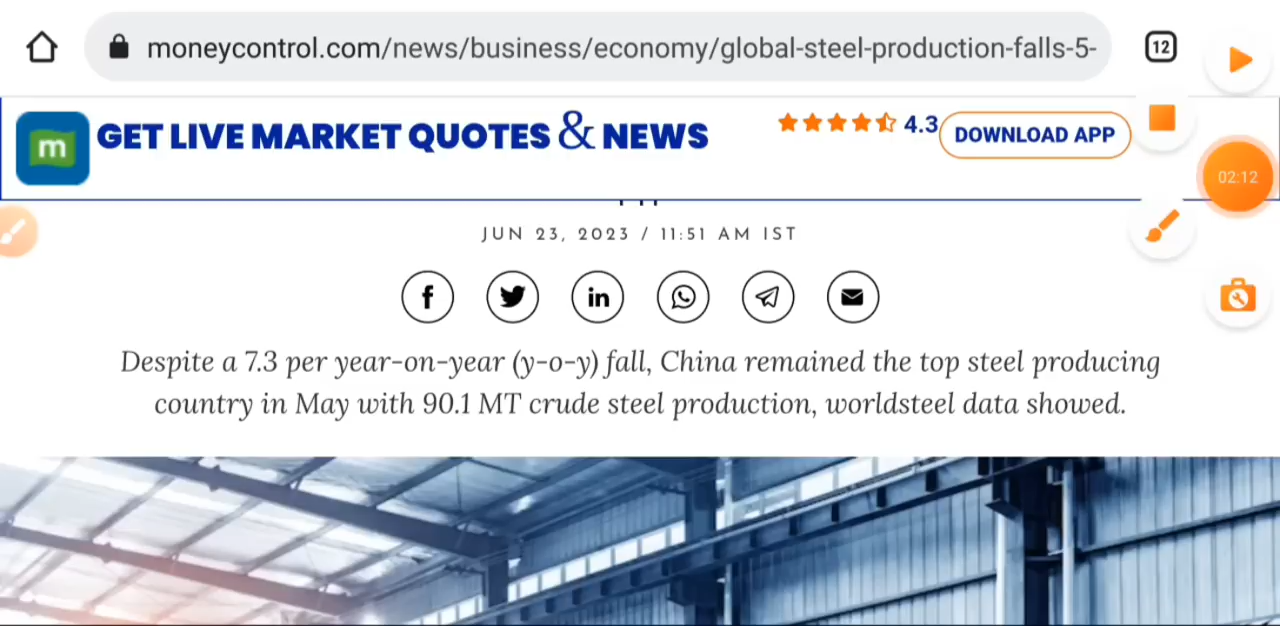 moneycontrol.com/news/business/economy/global-steel-production-falls-5-
12
m
GET LIVE MARKET QUOTES & NEWS
4.3
DOWNLOAD APP
02:12
JUN 23, 2023 / 11:51 AM IST
Despite a 7.3 per year-on-year (y-o-y) fall, China remained the top steel producing
country in May with 90.1 MT crude steel production, worldsteel data showed.